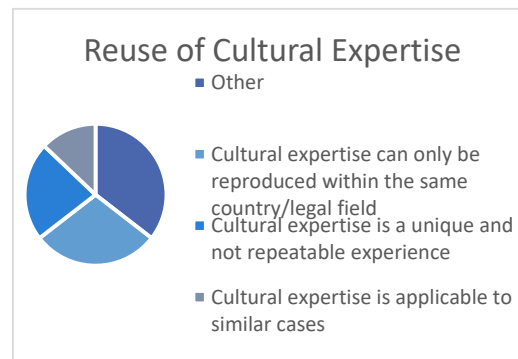 Reuse of Cultural Expertise
Other
Cultural expertise can only be
reproduced within the same
country/legal field
Cultural expertise is a unique and
not repeatable experience
Cultural expertise is applicable to
similar cases